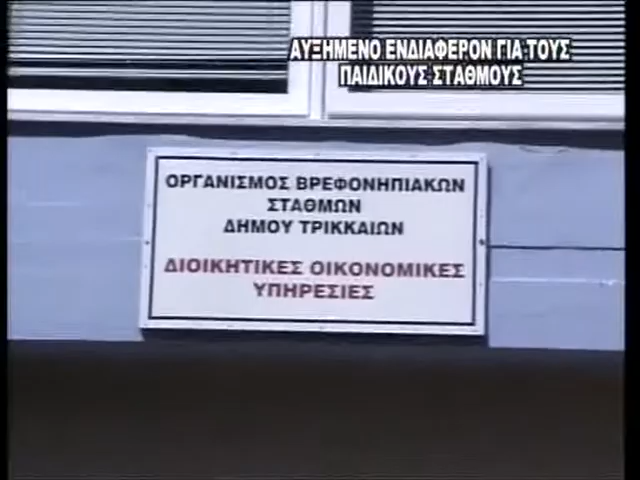 ΑΥΞΗΜΕΝΟ ΕΝΔΙΑΦΕΡΟΝ ΓΙΑ ΤΟΥΣ
ΠΑΙΔΙΚΟΥΣ ΣΤΑΘΜΟΥΣ
ΟΡΓΑΝΙΣΜΟΣ ΒΡΕΦΟΝΗΠΙΑΚΩΝ
ΣΤΑΘΜΩΝ
ΔΗΜΟΥ ΤΡΙΚΚΑΙΩΝ
ΔΙΟΙΚΗΤΙΚΕΣ ΟΙΚΟΝΟΜΙΚΕΣ
ΥΠΗΡΕΣΙΕΣ